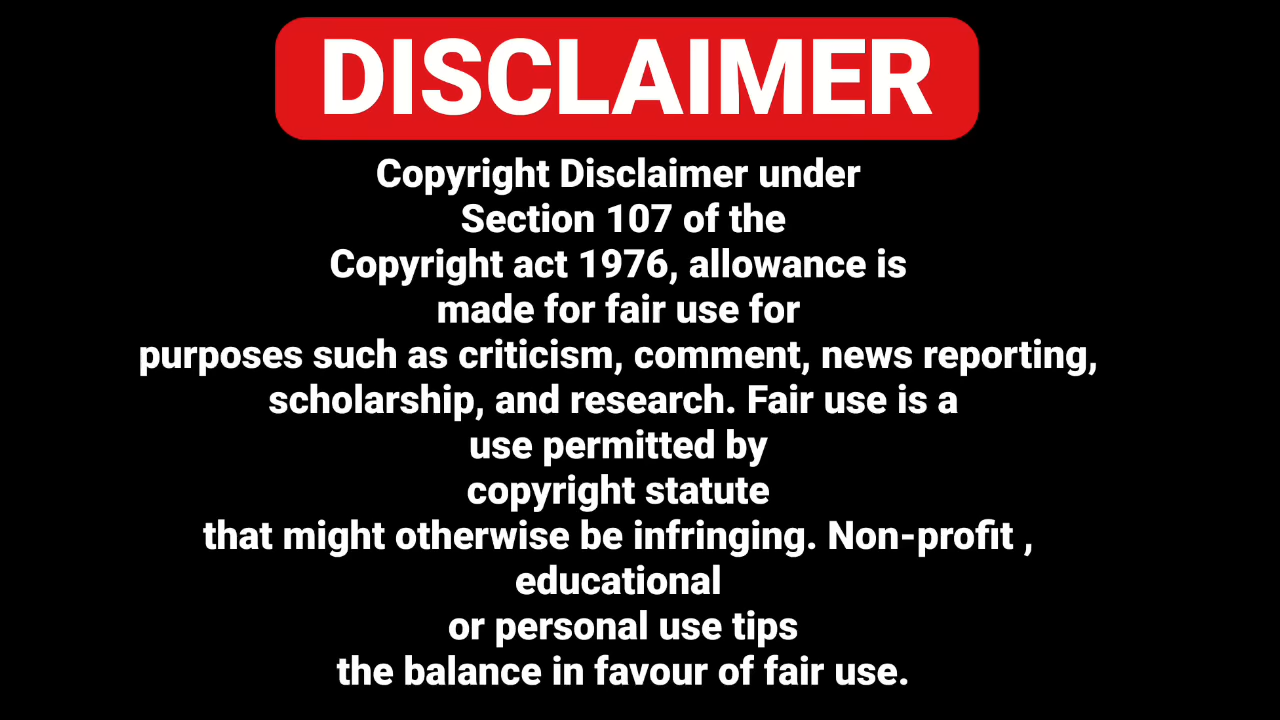 DISCLAIMER
Copyright Disclaimer under
Section 107 of the
Copyright act 1976, allowance is
made for fair use for
purposes such as criticism, comment, news reporting,
scholarship, and research. Fair use is a
use permitted by
copyright statute
that might otherwise be infringing. Non-profit ,
educational
or personal use tips
the balance in favour of fair use.